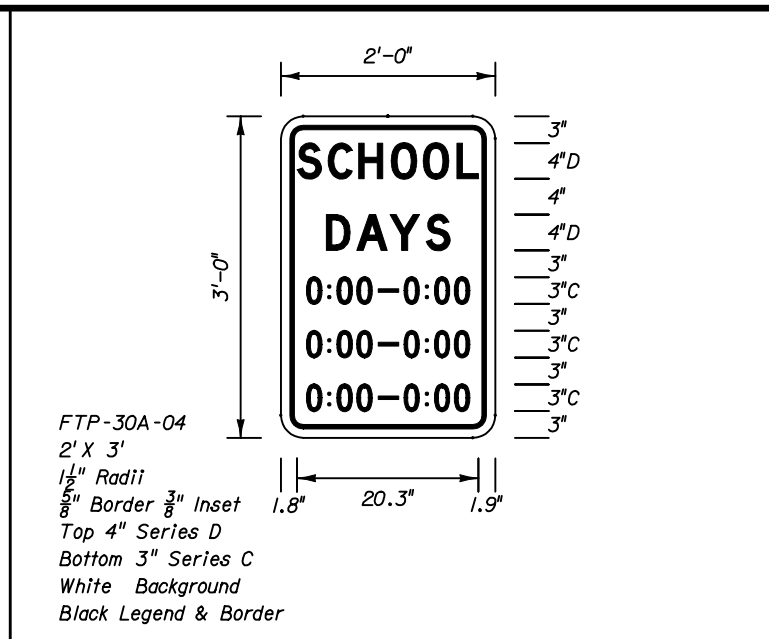 2'-0"
3'-0"
SCHOOL
DAYS
0:00-0:00
0:00-0:00
0:00-0:00
3"
4"D
4"
4"D
3"
3"C
3"
3"C
3"
3"C
3"
1.8"
20.3"
1.9"
FTP-30A-04
2' X 3'
1½" Radii
⅝" Border ⅜" Inset
Top 4" Series D
Bottom 3" Series C
White Background
Black Legend & Border